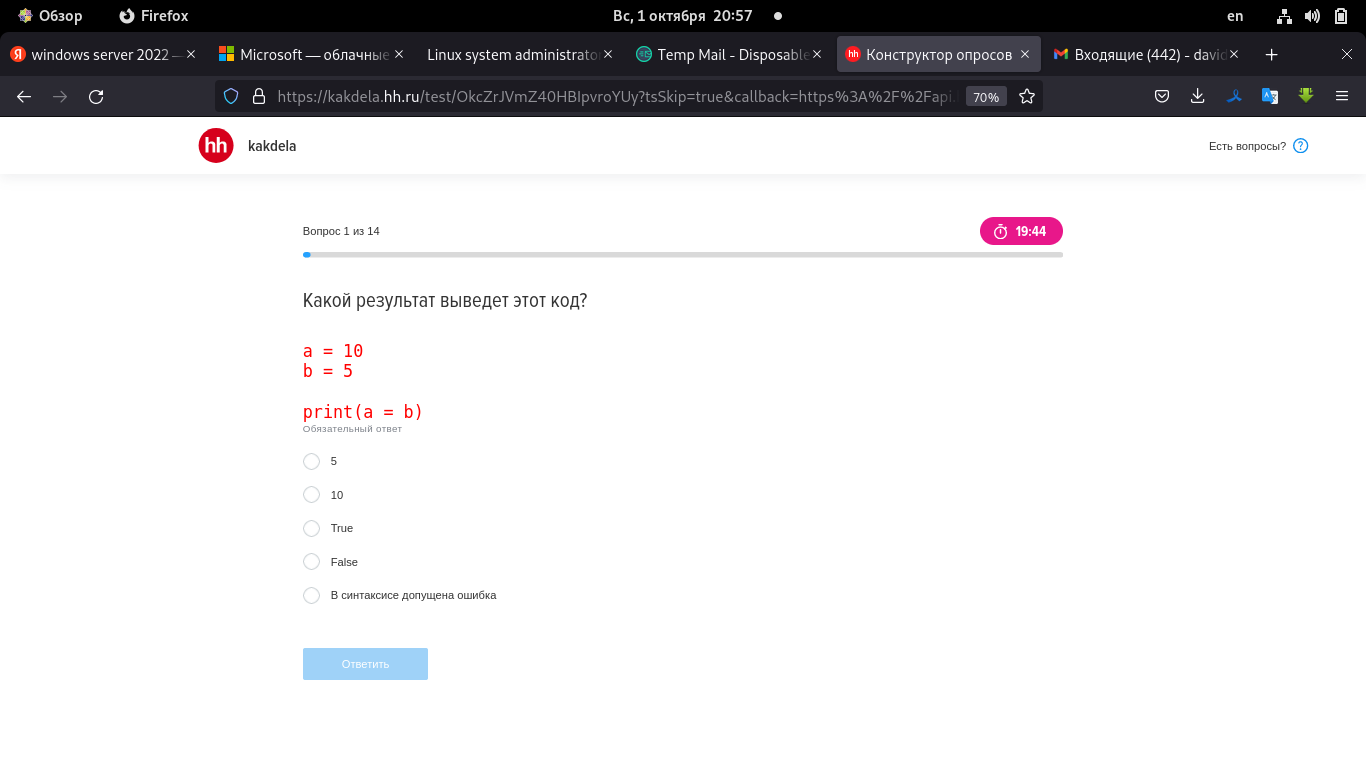 Обзор Firefox Вс, 1 октября 20:57 en
windows server 2022 — Microsoft — облачные Linux system administrator Temp Mail - Disposable Конструктор опросов Входящие (442) - david
https://kakdela.hh.ru/test/OkcZrJVmZ40HBIpvroYUy?tsSkip=true&callback=https%3A%2F%2Fapi. 70%
hh kakdela Есть вопросы? ?
Вопрос 1 из 14 19:44
Какой результат выведет этот код?
a = 10
b = 5
print(a = b)
Обязательный ответ
5
10
True
False
В синтаксисе допущена ошибка
Ответить